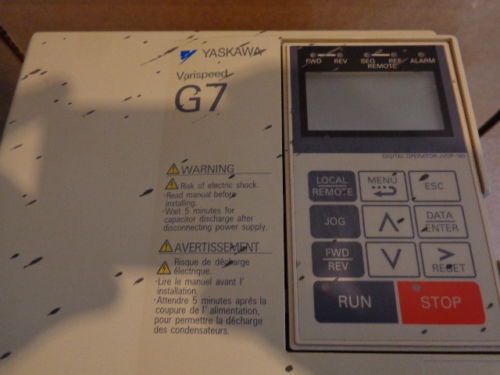 YASKAWA
Varispeed
G7
WARNING
Risk of electric shock.
•Read manual before
installing.
•Wait 5 minutes for
capacitor discharge after
disconnecting power supply.
AVERTISSEMENT
Risque de décharge
électrique.
•Lire le manuel avant l'
installation.
•Attendre 5 minutes après la
coupure de l' alimentation,
pour permettre la décharge
des condensateurs.
FWD REV SEQ REF ALARM
REMOTE
DIGITAL OPERATOR JVOP-160
LOCAL
REMOTE
MENU
ESC
JOG
DATA
ENTER
FWD
REV
RESET
RUN
STOP